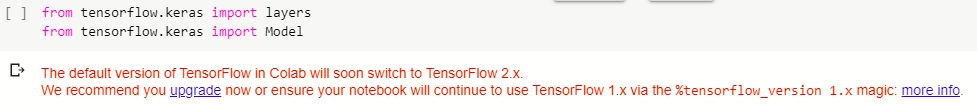 [ ] from tensorflow.keras import layers
from tensorflow.keras import Model
The default version of TensorFlow in Colab will soon switch to TensorFlow 2.x.
We recommend you upgrade now or ensure your notebook will continue to use TensorFlow 1.x via the %tensorflow_version 1.x magic: more info.